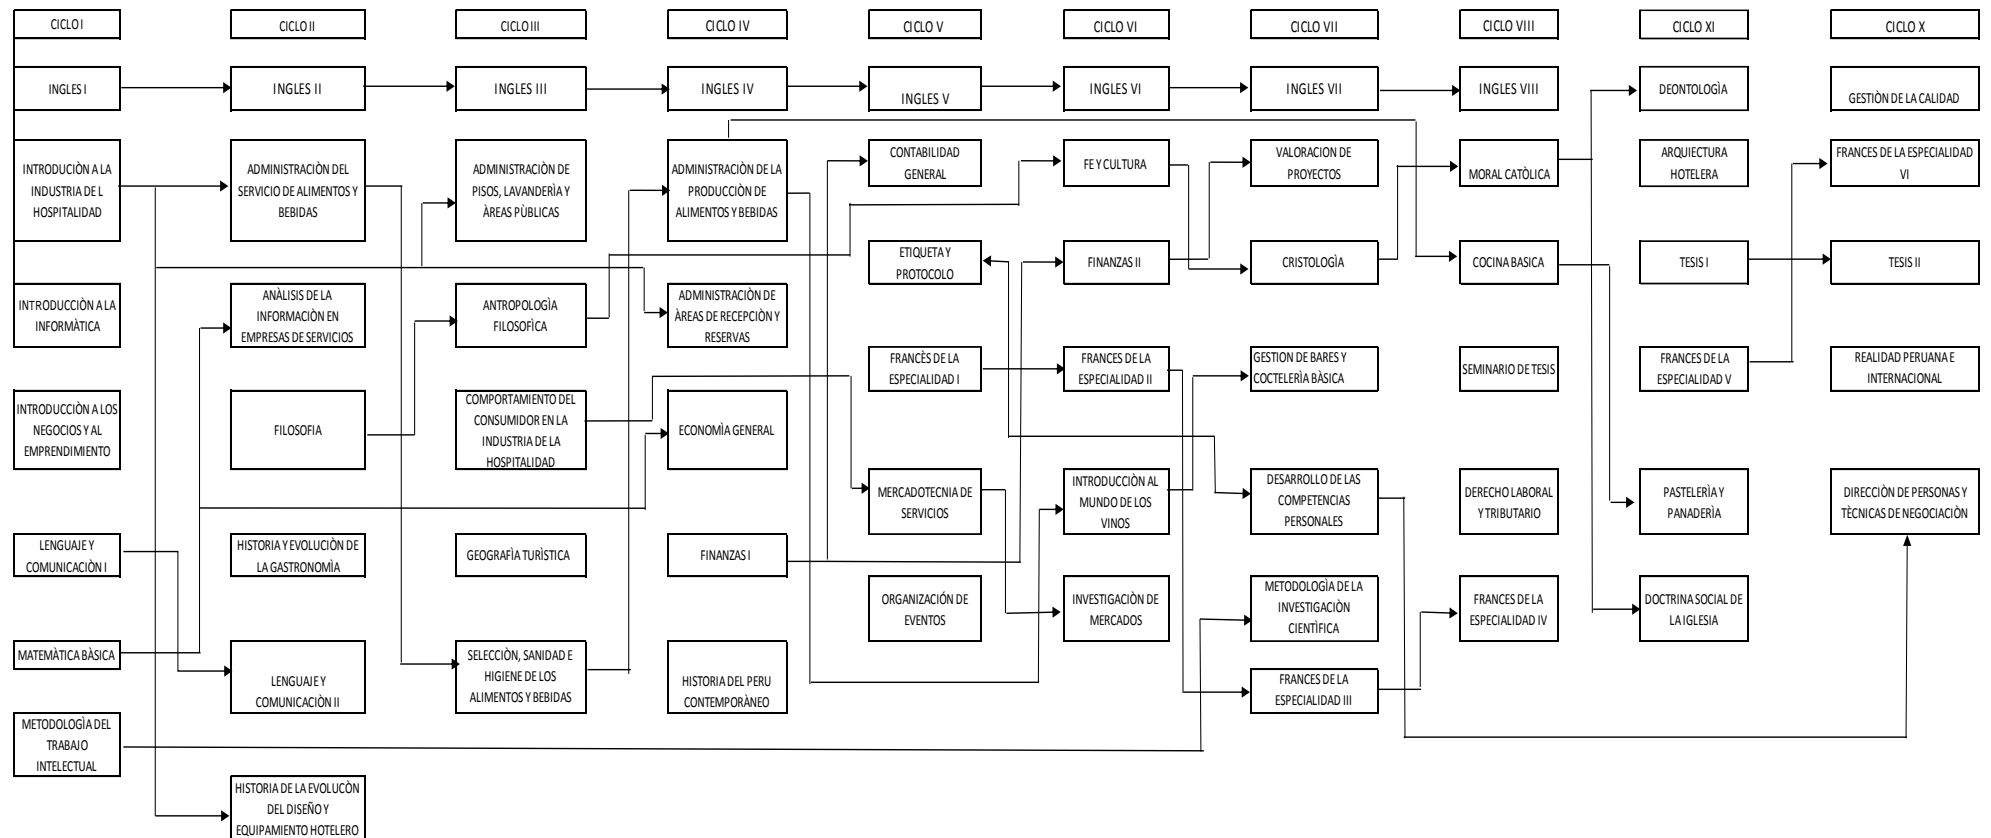 CICLO I
CICLO II
CICLO III
CICLO IV
CICLO V
CICLO VI
CICLO VII
CICLO VIII
CICLO XI
CICLO X
INGLES I
INGLES II
INGLES III
INGLES IV
INGLES V
INGLES VI
INGLES VII
INGLES VIII
DEONTOLOGÌA
GESTIÒN DE LA CALIDAD
INTRODUCIÒN A LA
INDUSTRIA DE L
HOSPITALIDAD
ADMINISTRACIÒN DEL
SERVICIO DE ALIMENTOS Y
BEBIDAS
ADMINISTRACIÒN DE
PISOS, LAVANDERÌA Y
ÀREAS PÙBLICAS
ADMINISTRACIÒN DE LA
PRODUCCIÒN DE
ALIMENTOS Y BEBIDAS
CONTABILIDAD
GENERAL
FE Y CULTURA
VALORACION DE
PROYECTOS
MORAL CATÒLICA
ARQUIECTURA
HOTELERA
FRANCES DE LA ESPECIALIDAD
VI
ETIQUETA Y
PROTOCOLO
FINANZAS II
CRISTOLOGÌA
COCINA BASICA
TESIS I
TESIS II
INTRODUCCIÒN A LA
INFORMÀTICA
ANÀLISIS DE LA
INFORMACIÒN EN
EMPRESAS DE SERVICIOS
ANTROPOLOGÌA
FILOSOFÌCA
ADMINISTRACIÒN DE
ÀREAS DE RECEPCIÒN Y
RESERVAS
FRANCÈS DE LA
ESPECIALIDAD I
FRANCES DE LA
ESPECIALIDAD II
GESTION DE BARES Y
COCTELERÌA BÀSICA
SEMINARIO DE TESIS
FRANCES DE LA
ESPECIALIDAD V
REALIDAD PERUANA E
INTERNACIONAL
INTRODUCCIÒN A LOS
NEGOCIOS Y AL
EMPRENDIMIENTO
FILOSOFIA
COMPORTAMIENTO DEL
CONSUMIDOR EN LA
INDUSTRIA DE LA
HOSPITALIDAD
ECONOMÌA GENERAL
MERCADOTECNIA DE
SERVICIOS
INTRODUCCIÒN AL
MUNDO DE LOS
VINOS
DESARROLLO DE LAS
COMPETENCIAS
PERSONALES
DERECHO LABORAL
Y TRIBUTARIO
PASTELERÌA Y
PANADERÌA
DIRECCIÒN DE PERSONAS Y
TÈCNICAS DE NEGOCIACIÒN
LENGUAJE Y
COMUNICACIÒN I
HISTORIA Y EVOLUCIÒN DE
LA GASTRONOMÌA
GEOGRAFÌA TURÌSTICA
FINANZAS I
ORGANIZACIÓN DE
EVENTOS
INVESTIGACIÒN DE
MERCADOS
METODOLOGÌA DE LA
INVESTIGACIÒN
CIENTÌFICA
FRANCES DE LA
ESPECIALIDAD IV
DOCTRINA SOCIAL DE
LA IGLESIA
MATEMÀTICA BÀSICA
LENGUAJE Y
COMUNICACIÒN II
SELECCIÒN, SANIDAD E
HIGIENE DE LOS
ALIMENTOS Y BEBIDAS
HISTORIA DEL PERU
CONTEMPORÀNEO
FRANCES DE LA
ESPECIALIDAD III
METODOLOGÌA DEL
TRABAJO
INTELECTUAL
HISTORIA DE LA EVOLUCÒN
DEL DISEÑO Y
EQUIPAMIENTO HOTELERO